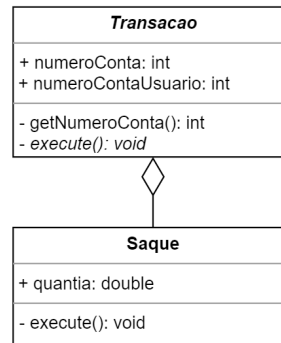 Transacao
+ numeroConta: int
+ numeroContaUsuario: int
- getNumeroConta(): int
- execute(): void
Saque
+ quantia: double
- execute(): void